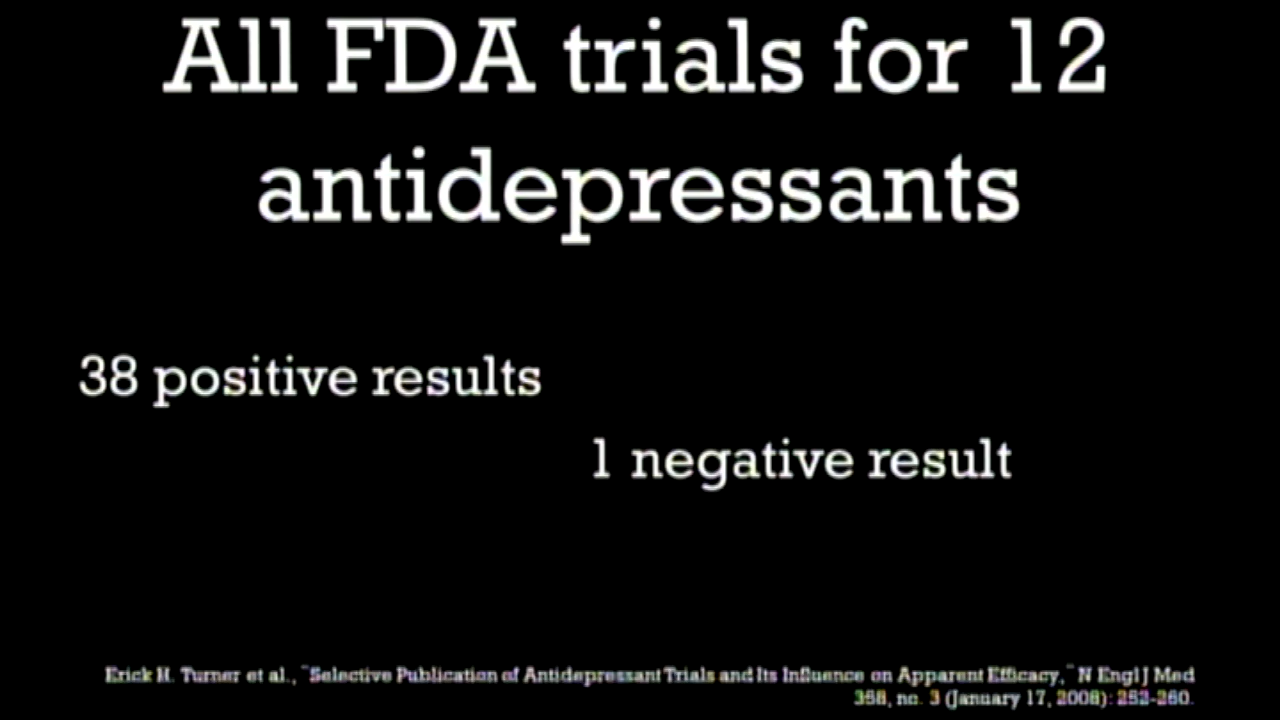 All FDA trials for 12
antidepressants
38 positive results
1 negative result
Erick H. Turner et al., "Selective Publication of Antidepressant Trials and Its Influence on Apparent Efficacy," N Engl J Med
358, no. 3 (January 17, 2008): 252-260.